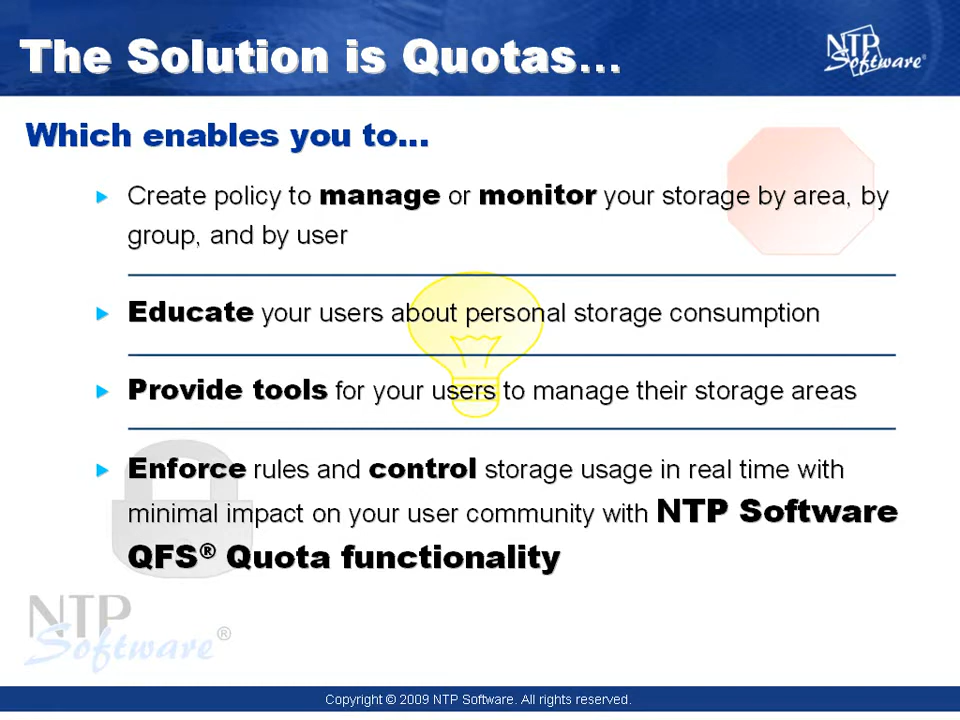 The Solution is Quotas...
NTP
Software®
Which enables you to...
Create policy to manage or monitor your storage by area, by
group, and by user
Educate your users about personal storage consumption
Provide tools for your users to manage their storage areas
Enforce rules and control storage usage in real time with
minimal impact on your user community with NTP Software
QFS® Quota functionality
NTP
Software®
Copyright © 2009 NTP Software. All rights reserved.